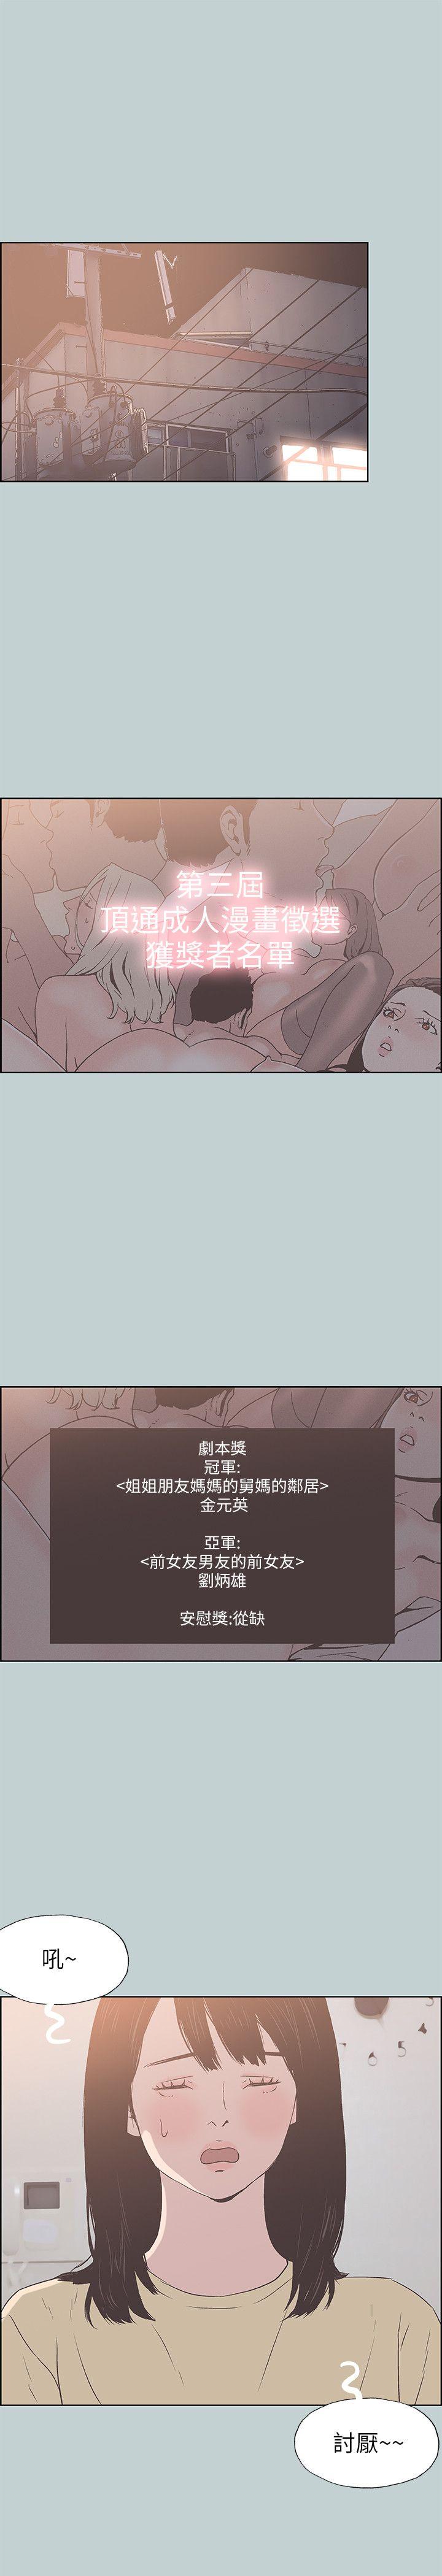 第三屆
頂通成人漫畫徵選
獲獎者名單
劇本獎
冠軍:
<姐姐朋友媽媽的舅媽的鄰居>
金元英
亞軍:
<前女友男友的前女友>
劉炳雄
安慰獎:從缺
吼~
討厭~~